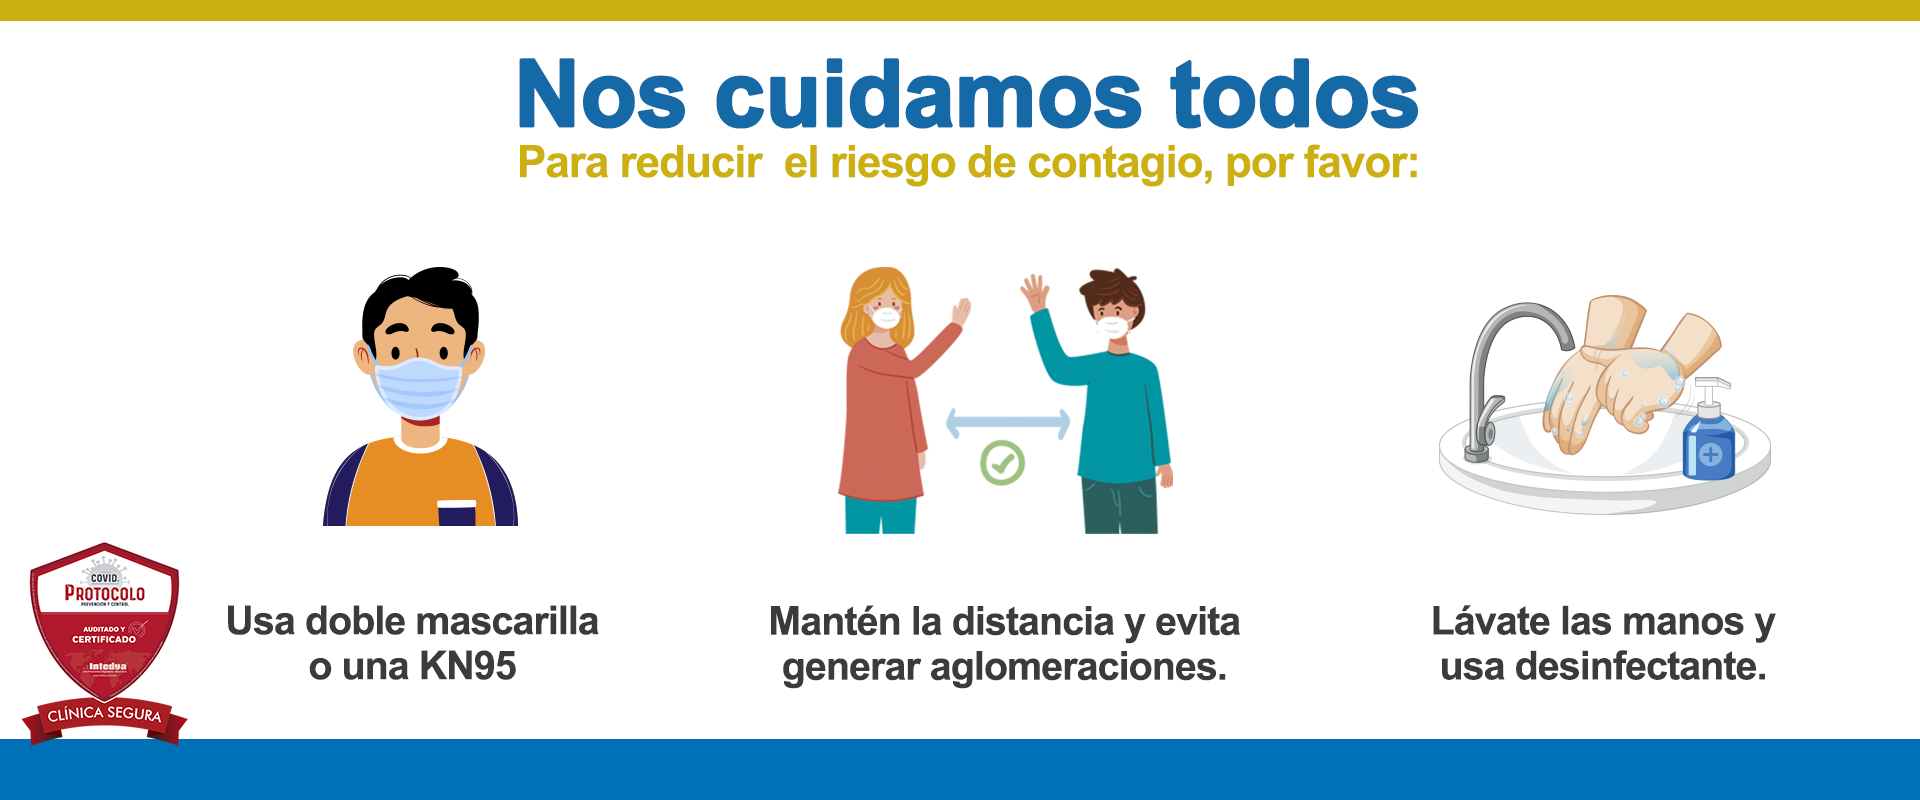 Nos cuidamos todos
Para reducir  el riesgo de contagio, por favor:
Usa doble mascarilla
o una KN95
Mantén la distancia y evita
generar aglomeraciones.
Lávate las manos y
usa desinfectante.
COVID
PROTOCOLO
PREVENCIÓN Y CONTROL
AUDITADO Y
CERTIFICADO
Intedya
CLÍNICA SEGURA